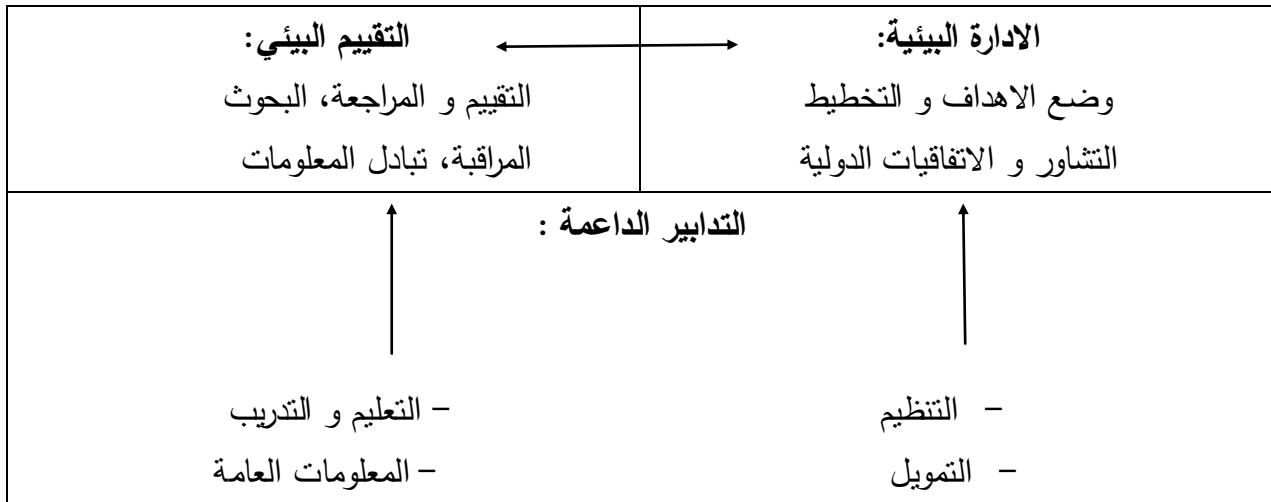 الادارة البيئية:
وضع الاهداف و التخطيط
التشاور و الاتفاقيات الدولية
التقييم البيئي:
التقييم و المراجعة، البحوث
المراقبة، تبادل المعلومات
التدابير الداعمة :
– التنظيم
– التمويل
– التعليم و التدريب
– المعلومات العامة